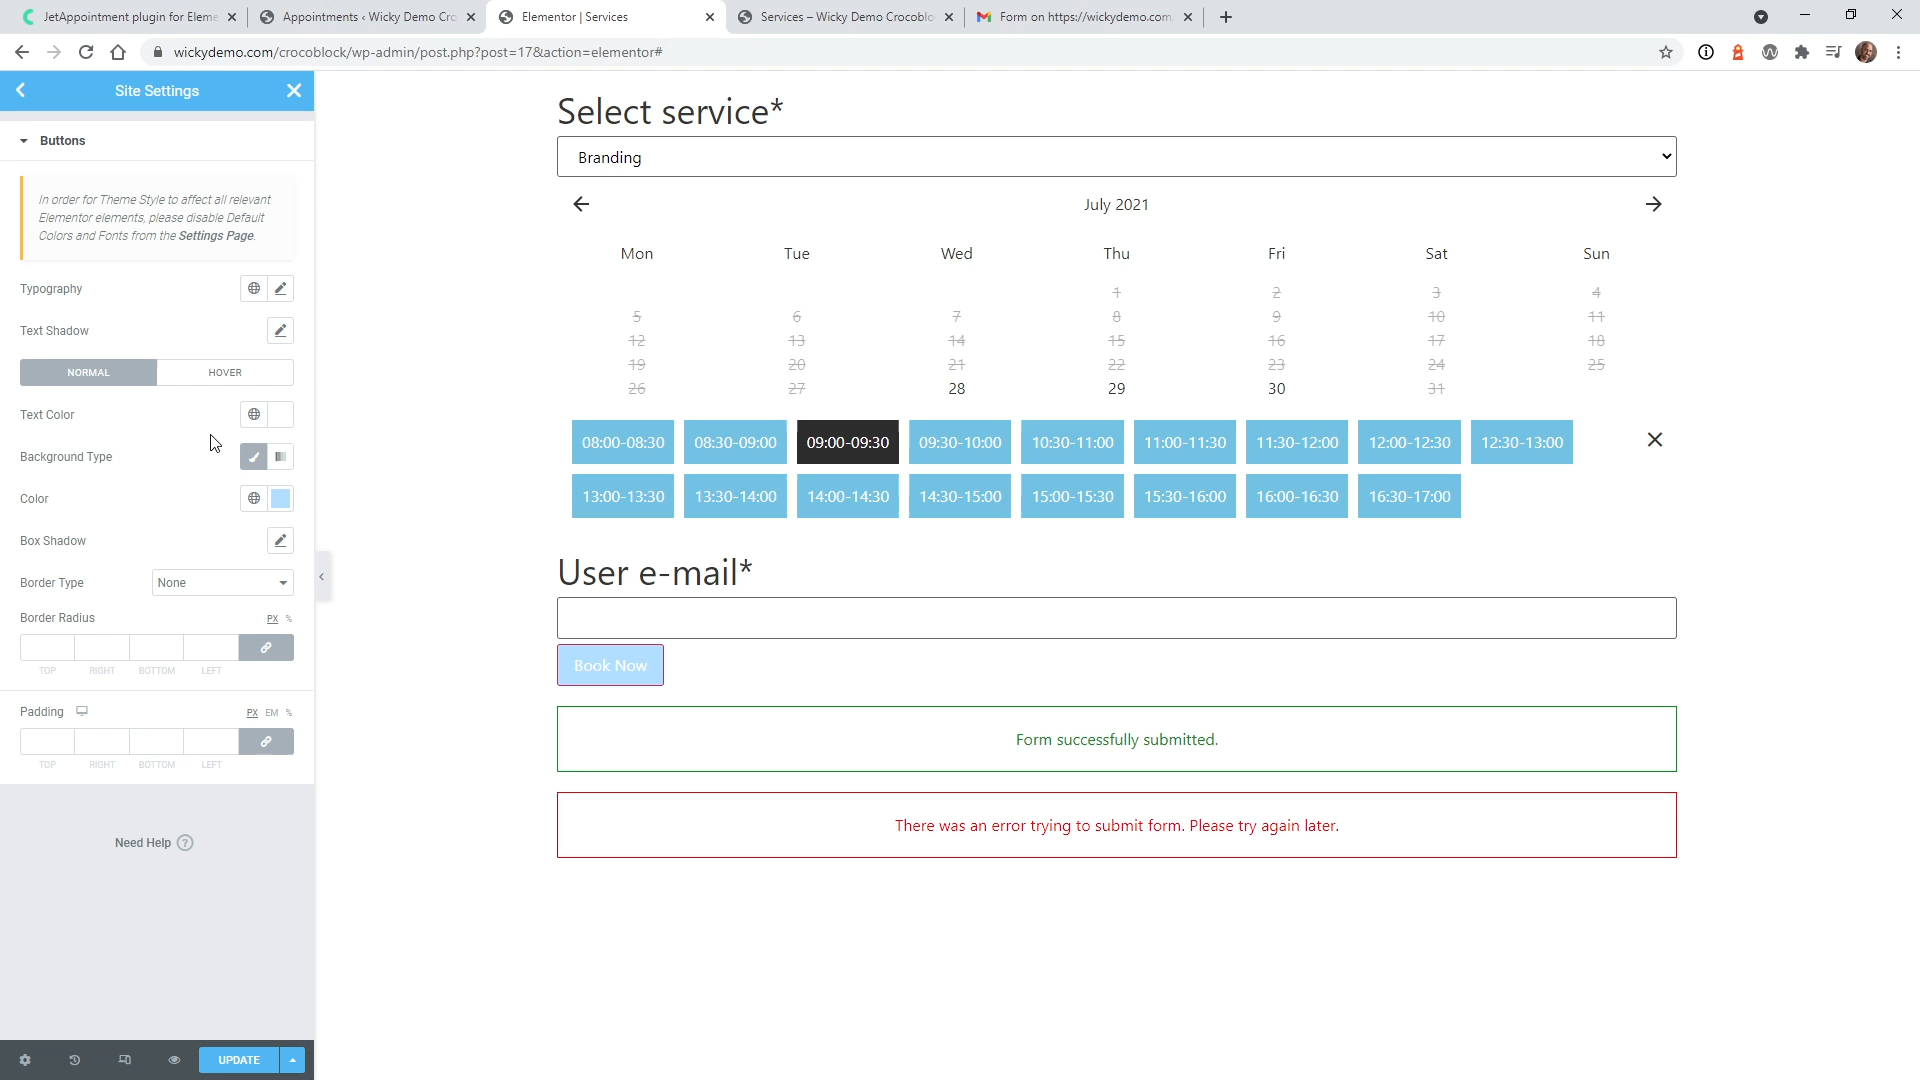 JetAppointment plugin for Eleme
Appointments ‹ Wicky Demo Cro
Elementor | Services
Services – Wicky Demo Crocoblo
Form on https://wickydemo.com
wickydemo.com/crocoblock/wp-admin/post.php?post=17&action=elementor#
Site Settings
Buttons
In order for Theme Style to affect all relevant
Elementor elements, please disable Default
Colors and Fonts from the Settings Page.
Typography
Text Shadow
NORMAL HOVER
Text Color
Background Type
Color
Box Shadow
Border Type None
Border Radius PX %
TOP RIGHT BOTTOM LEFT
Padding PX EM %
TOP RIGHT BOTTOM LEFT
Need Help ?
UPDATE
Select service*
Branding
July 2021
Mon Tue Wed Thu Fri Sat Sun
1 2 3 4
5 6 7 8 9 10 11
12 13 14 15 16 17 18
19 20 21 22 23 24 25
26 27 28 29 30 31
08:00-08:30 08:30-09:00 09:00-09:30 09:30-10:00 10:30-11:00 11:00-11:30 11:30-12:00 12:00-12:30 12:30-13:00
13:00-13:30 13:30-14:00 14:00-14:30 14:30-15:00 15:00-15:30 15:30-16:00 16:00-16:30 16:30-17:00
User e-mail*
Book Now
Form successfully submitted.
There was an error trying to submit form. Please try again later.